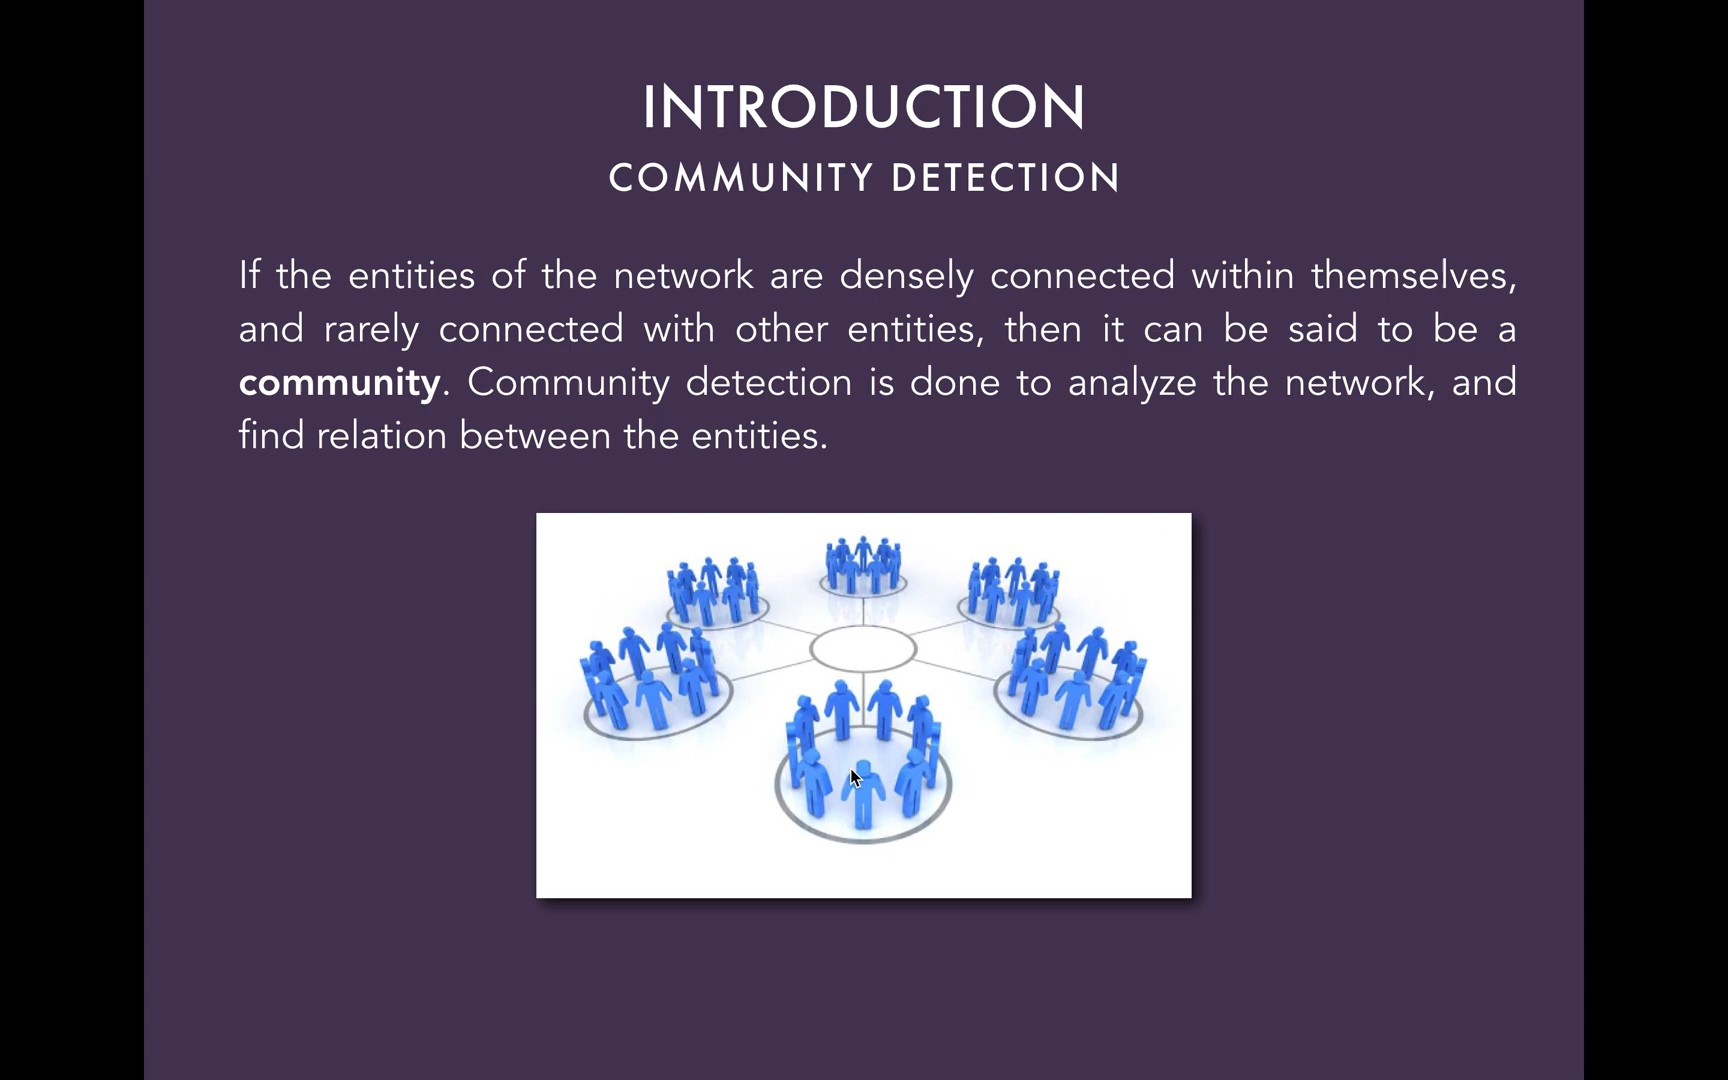 INTRODUCTION
COMMUNITY DETECTION
If the entities of the network are densely connected within themselves,
and rarely connected with other entities, then it can be said to be a
community. Community detection is done to analyze the network, and
find relation between the entities.